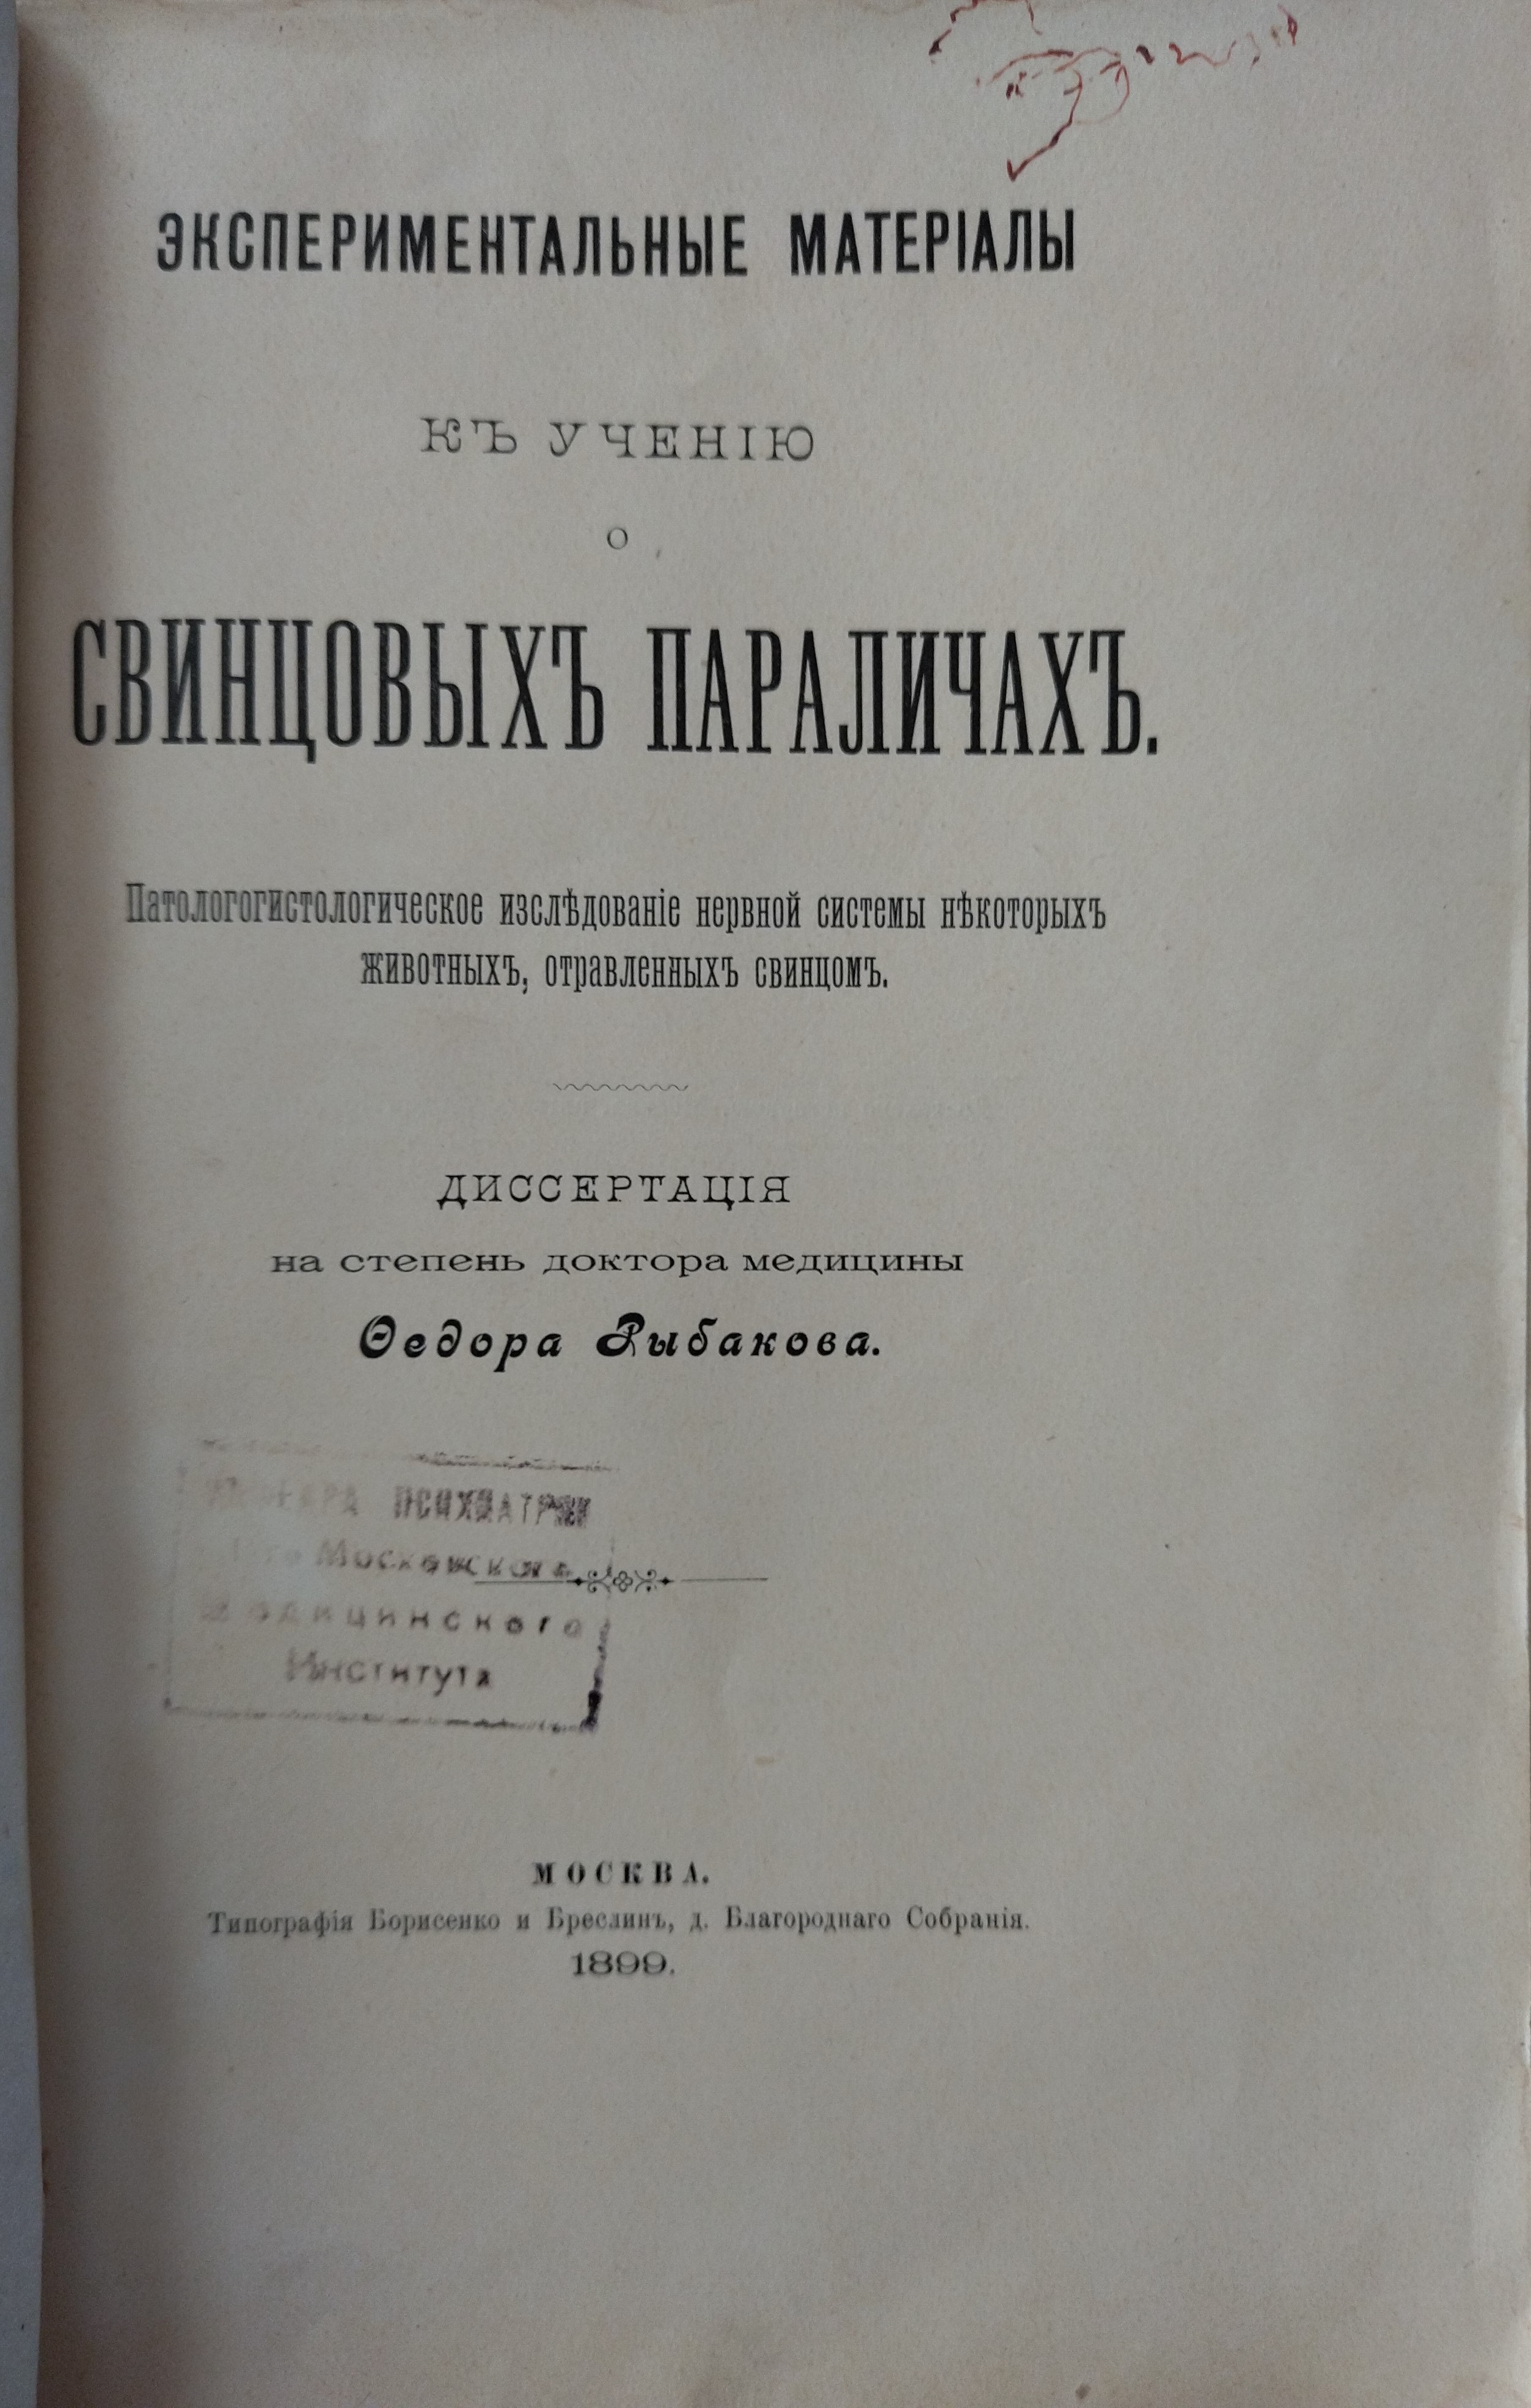 ЭКСПЕРИМЕНТАЛЬНЫЕ МАТЕРІАЛЫ
КЪ УЧЕНІЮ
О
СВИНЦОВЫХЪ ПАРАЛИЧАХЪ.
Патологогистологическое изслѣдованіе нервной системы нѣкоторыхъ
животныхъ, отравленныхъ свинцомъ.
ДИССЕРТАЦІЯ
на степень доктора медицины
Ѳедора Рыбакова.
ПСИХИАТРИИ
Московского
Медицинского
Института
МОСКВА.
Типографія Борисенко и Бреслинъ, д. Благороднаго Собранія.
1899.